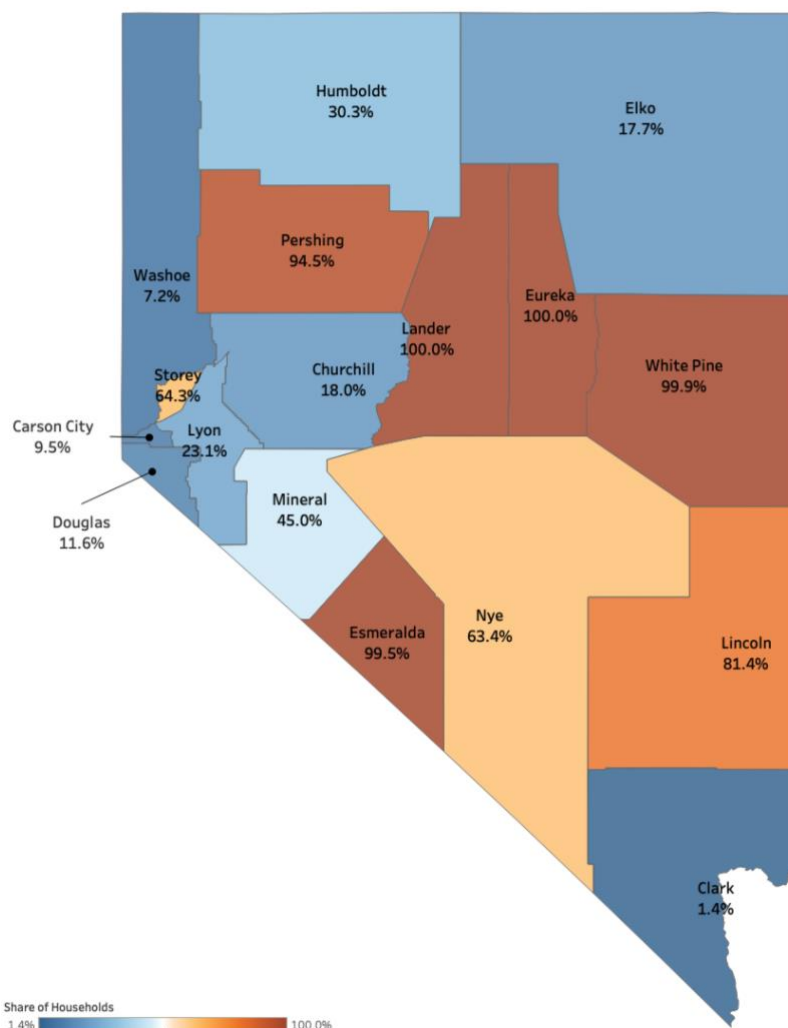 Humboldt
30.3%
Elko
17.7%
Pershing
94.5%
Washoe
7.2%
Eureka
100.0%
Lander
100.0%
White Pine
99.9%
Churchill
18.0%
Storey
64.3%
Carson City
9.5%
Lyon
23.1%
Douglas
11.6%
Mineral
45.0%
Nye
63.4%
Esmeralda
99.5%
Lincoln
81.4%
Clark
1.4%
Share of Households
1.4% 100.0%